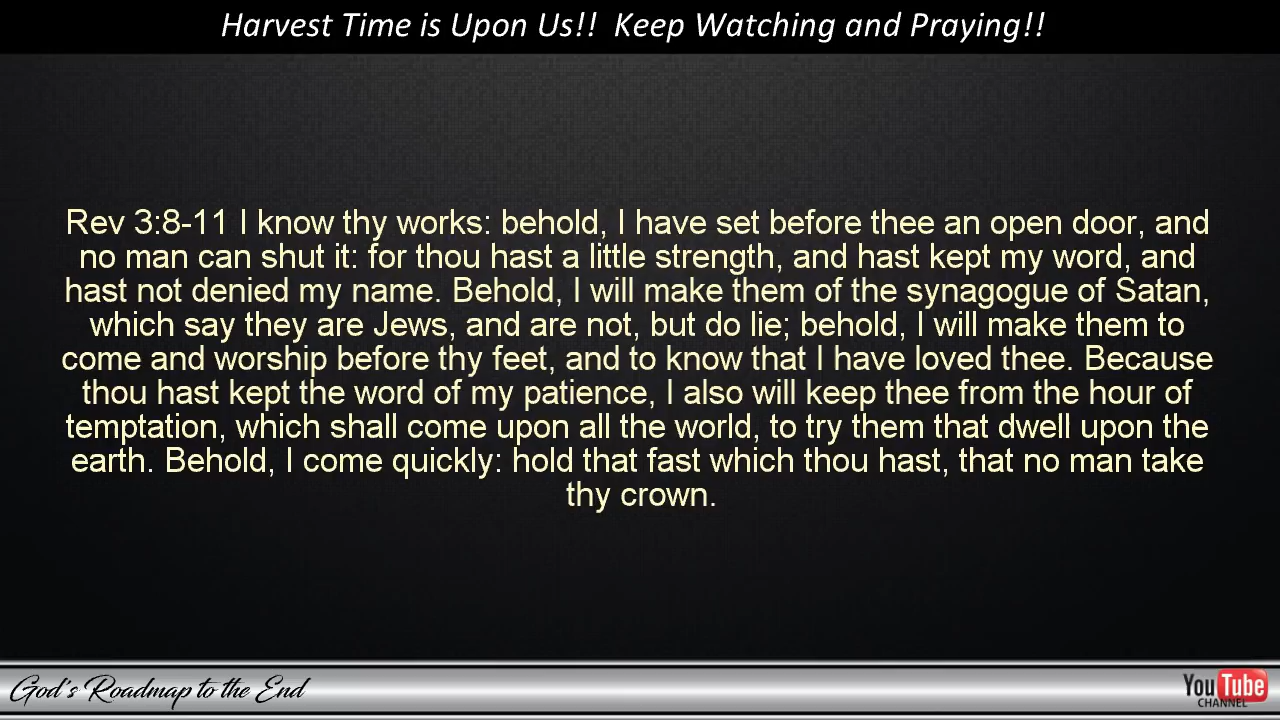 Harvest Time is Upon Us!!  Keep Watching and Praying!!
Rev 3:8-11 I know thy works: behold, I have set before thee an open door, and
no man can shut it: for thou hast a little strength, and hast kept my word, and
hast not denied my name. Behold, I will make them of the synagogue of Satan,
which say they are Jews, and are not, but do lie; behold, I will make them to
come and worship before thy feet, and to know that I have loved thee. Because
thou hast kept the word of my patience, I also will keep thee from the hour of
temptation, which shall come upon all the world, to try them that dwell upon the
earth. Behold, I come quickly: hold that fast which thou hast, that no man take
thy crown.
God's Roadmap to the End
YouTube
CHANNEL